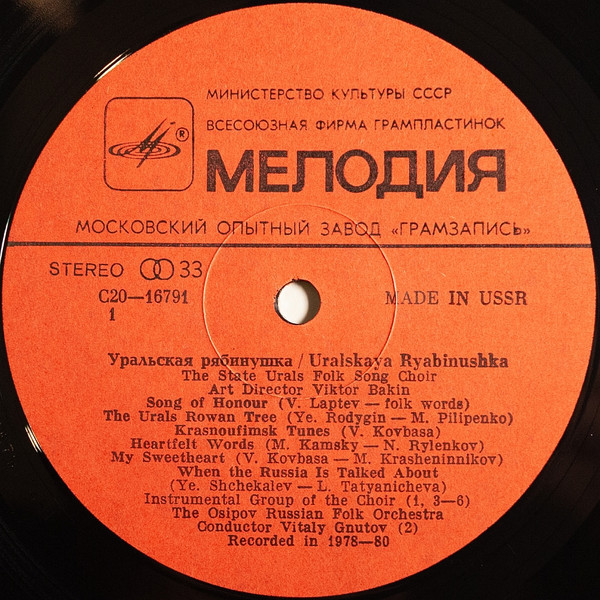 МИНИСТЕРСТВО КУЛЬТУРЫ СССР
ВСЕСОЮЗНАЯ ФИРМА ГРАМПЛАСТИНОК
®
МЕЛОДИЯ
МОСКОВСКИЙ ОПЫТНЫЙ ЗАВОД «ГРАМЗАПИСЬ»
STEREO 33
С20—16791
1
MADE IN USSR
Уральская рябинушка / Uralskaya Ryabinushka
The State Urals Folk Song Choir
Art Director Viktor Bakin
Song of Honour (V. Laptev — folk words)
The Urals Rowan Tree (Ye. Rodygin — M. Pilipenko)
Krasnoufimsk Tunes (V. Kovbasa)
Heartfelt Words (M. Kamsky — N. Rylenkov)
My Sweetheart (V. Kovbasa — M. Krasheninnikov)
When the Russia Is Talked About
(Ye. Shchekalev — L. Tatyanicheva)
Instrumental Group of the Choir (1, 3—6)
The Osipov Russian Folk Orchestra
Conductor Vitaly Gnutov (2)
Recorded in 1978—80